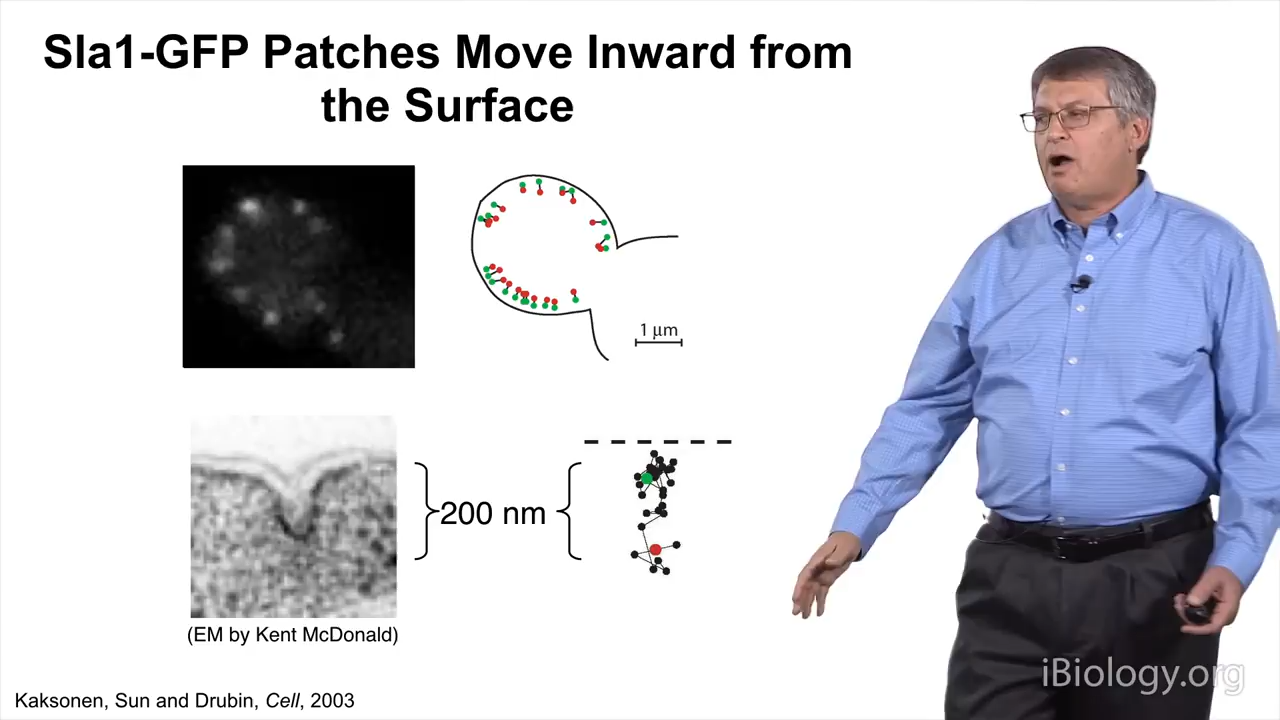 Sla1-GFP Patches Move Inward from
the Surface
1 µm
200 nm
(EM by Kent McDonald)
iBiology.org
Kaksonen, Sun and Drubin, Cell, 2003